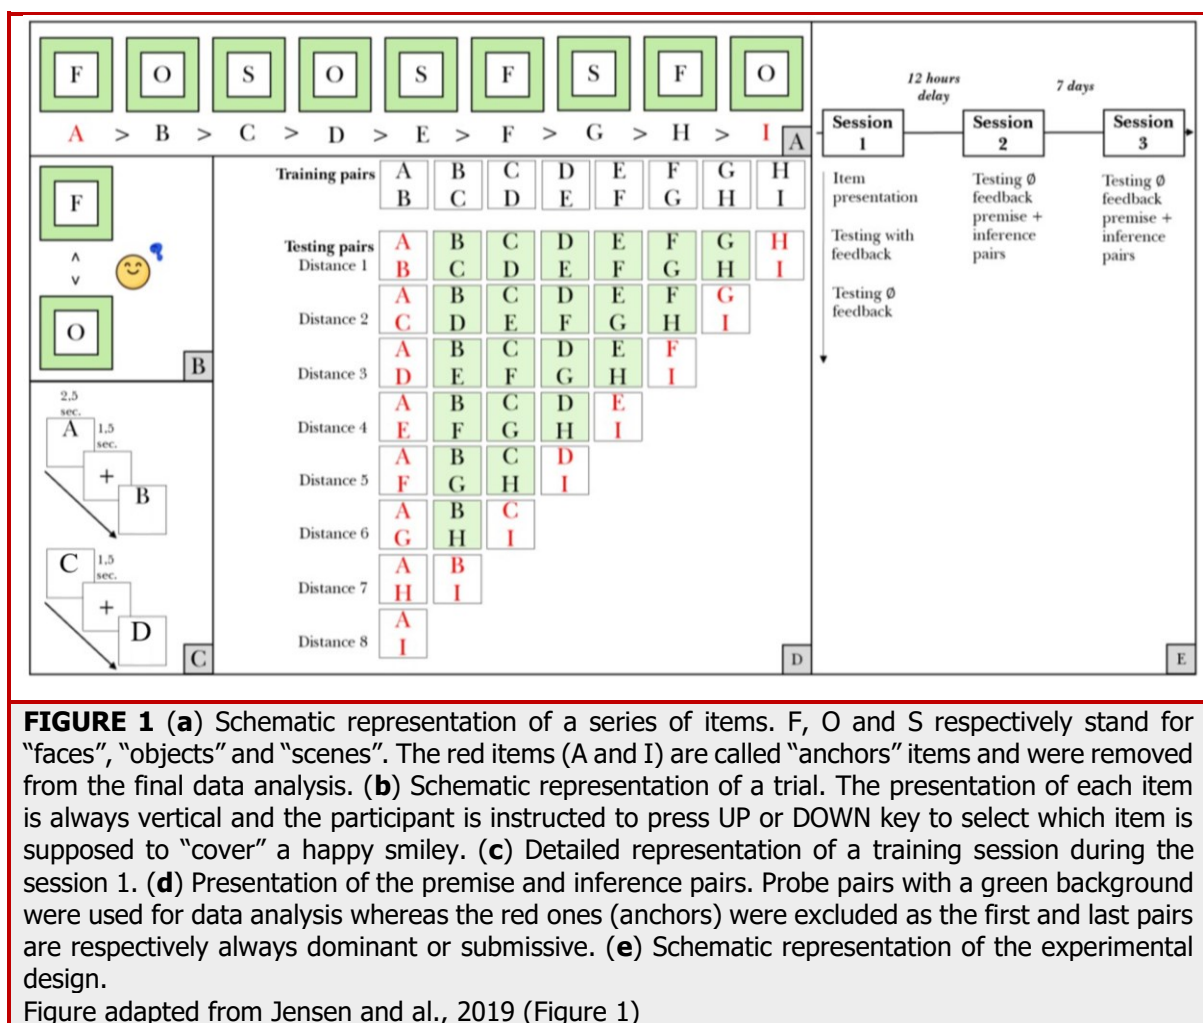 F O S O S F S F O
A > B > C > D > E > F > G > H > I
A
F
^
v
O
B
2,5
sec.
A
1,5
sec.
+
B
C
1,5
sec.
+
D
C
Training pairs A B C D E F G H
B C D E F G H I
Testing pairs A B C D E F G H
Distance 1 B C D E F G H I
A B C D E F G
Distance 2 C D E F G H I
A B C D E F
Distance 3 D E F G H I
A B C D E
Distance 4 E F G H I
A B C D
Distance 5 F G H I
A B C
Distance 6 G H I
A B
Distance 7 H I
A
Distance 8 I
D
12 hours
delay
7 days
Session
1
Session
2
Session
3
Item
presentation
Testing with
feedback
Testing Ø
feedback
Testing Ø
feedback
premise +
inference
pairs
Testing Ø
feedback
premise +
inference
pairs
E
FIGURE 1 (a) Schematic representation of a series of items. F, O and S respectively stand for
“faces”, “objects” and “scenes”. The red items (A and I) are called “anchors” items and were removed
from the final data analysis. (b) Schematic representation of a trial. The presentation of each item
is always vertical and the participant is instructed to press UP or DOWN key to select which item is
supposed to “cover” a happy smiley. (c) Detailed representation of a training session during the
session 1. (d) Presentation of the premise and inference pairs. Probe pairs with a green background
were used for data analysis whereas the red ones (anchors) were excluded as the first and last pairs
are respectively always dominant or submissive. (e) Schematic representation of the experimental
design.
Figure adapted from Jensen and al., 2019 (Figure 1)